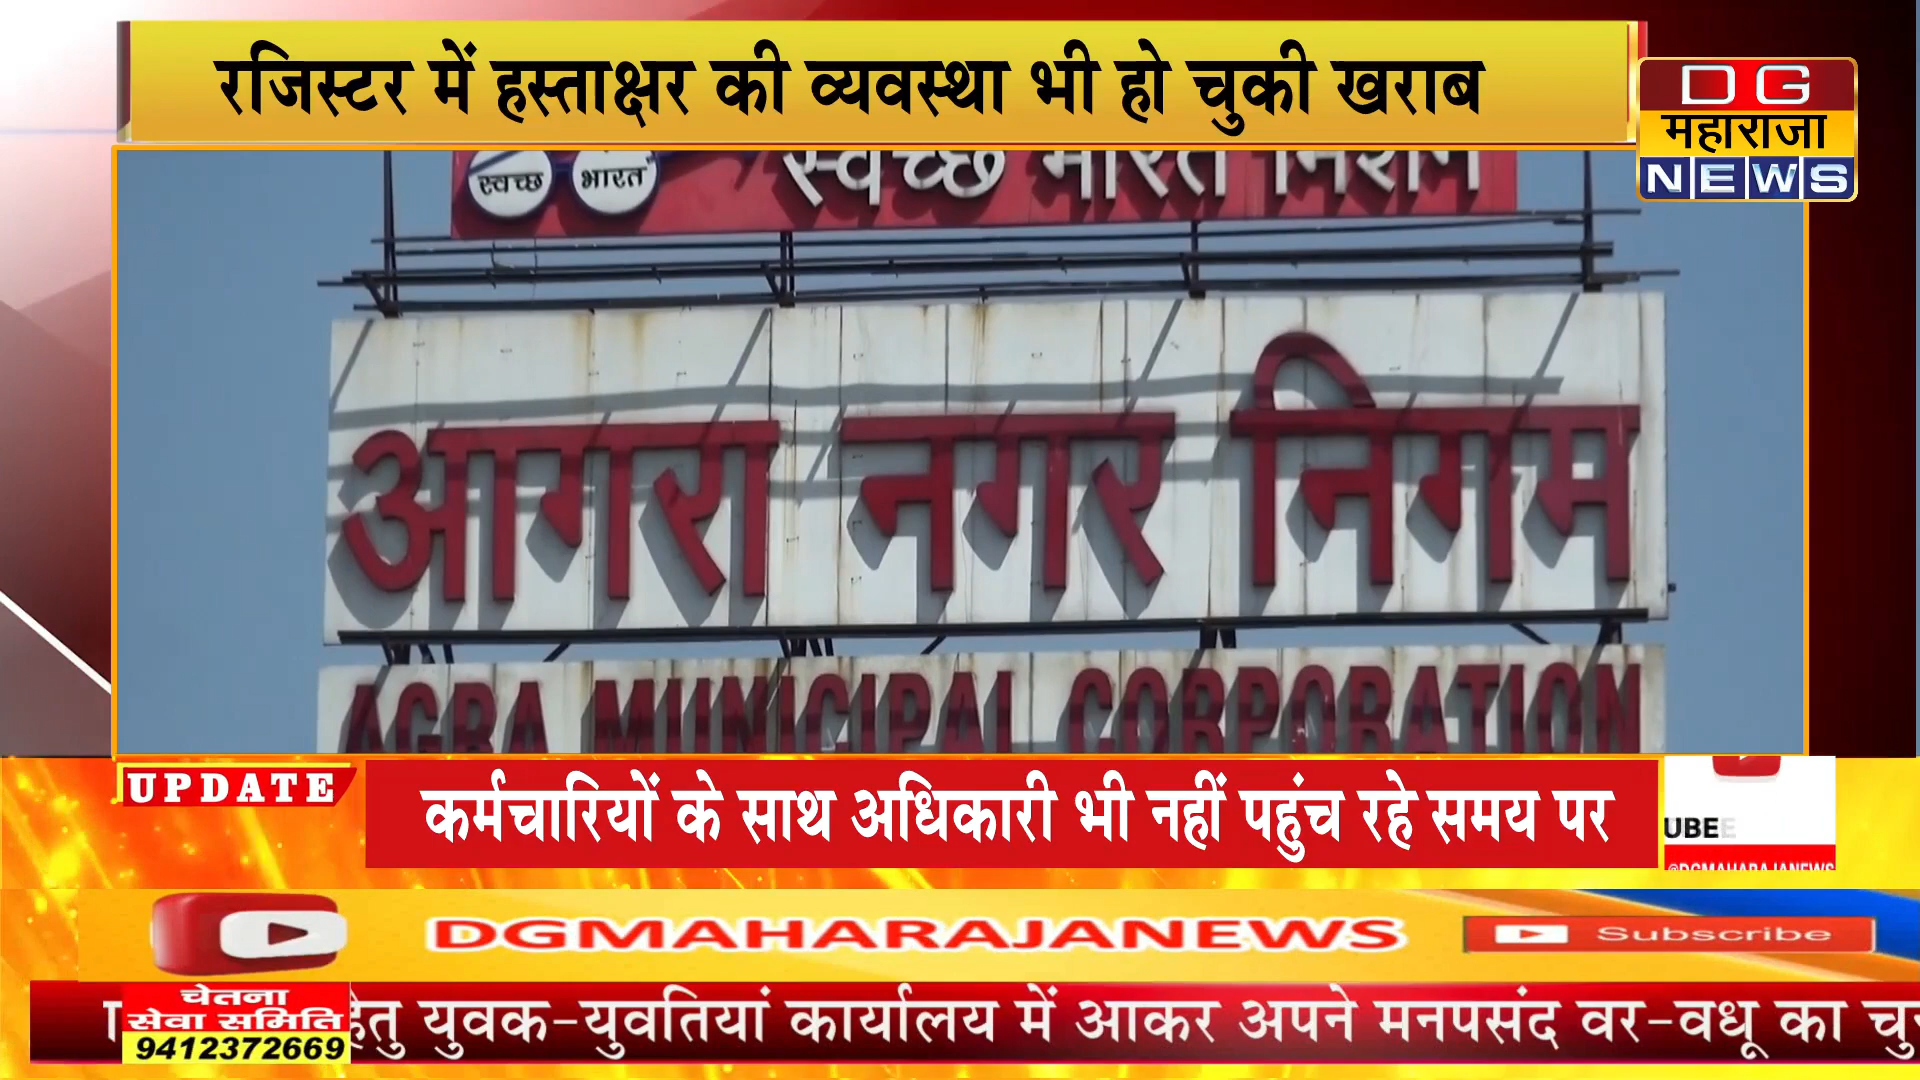 रजिस्टर में हस्ताक्षर की व्यवस्था भी हो चुकी खराब
DG
महाराजा
NEWS
स्वच्छ भारत
स्वच्छ भारत मिशन
आगरा नगर निगम
AGRA MUNICIPAL CORPORATION
UPDATE
कर्मचारियों के साथ अधिकारी भी नहीं पहुंच रहे समय पर
UBE
@DGMAHARAJANEWS
DGMAHARAJANEWS
Subscribe
चेतना
सेवा समिति
9412372669
हेतु युवक-युवतियां कार्यालय में आकर अपने मनपसंद वर-वधू का